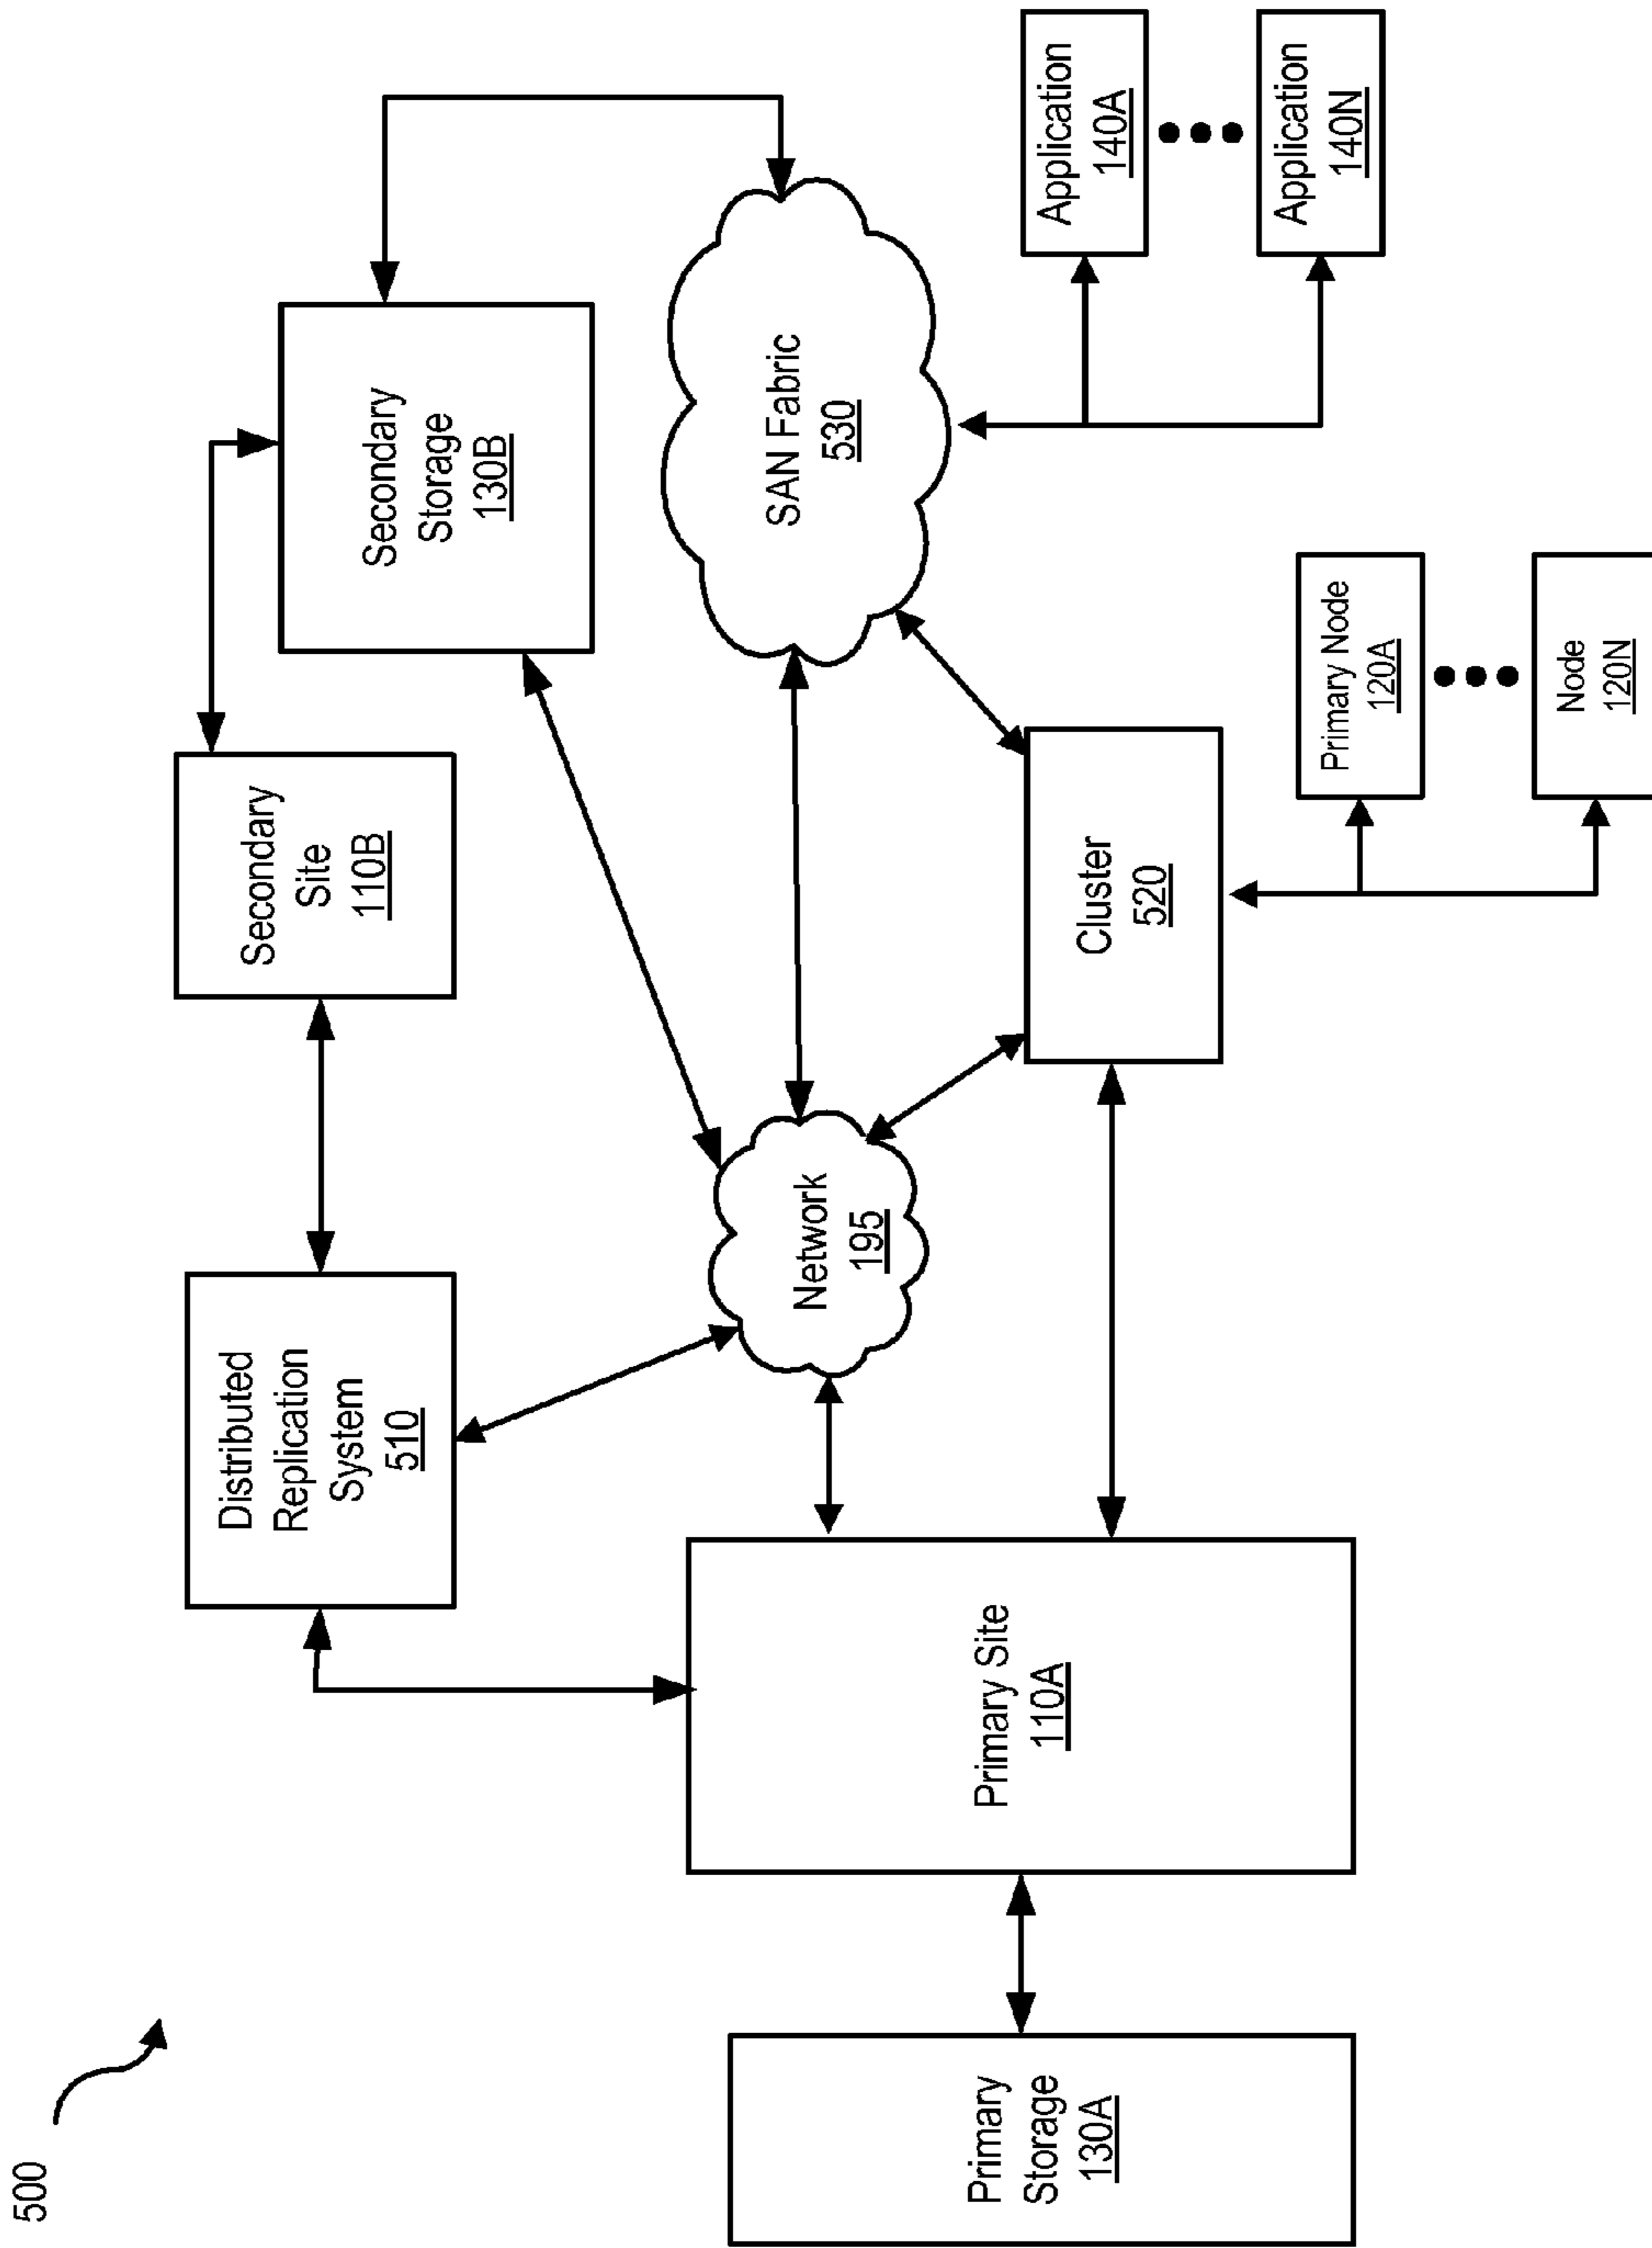 500
Distributed
Replication
System
510
Secondary
Site
110B
Secondary
Storage
130B
Network
195
SAN Fabric
530
Primary
Storage
130A
Primary Site
110A
Cluster
520
Application
140A
Application
140N
Primary Node
120A
Node
120N